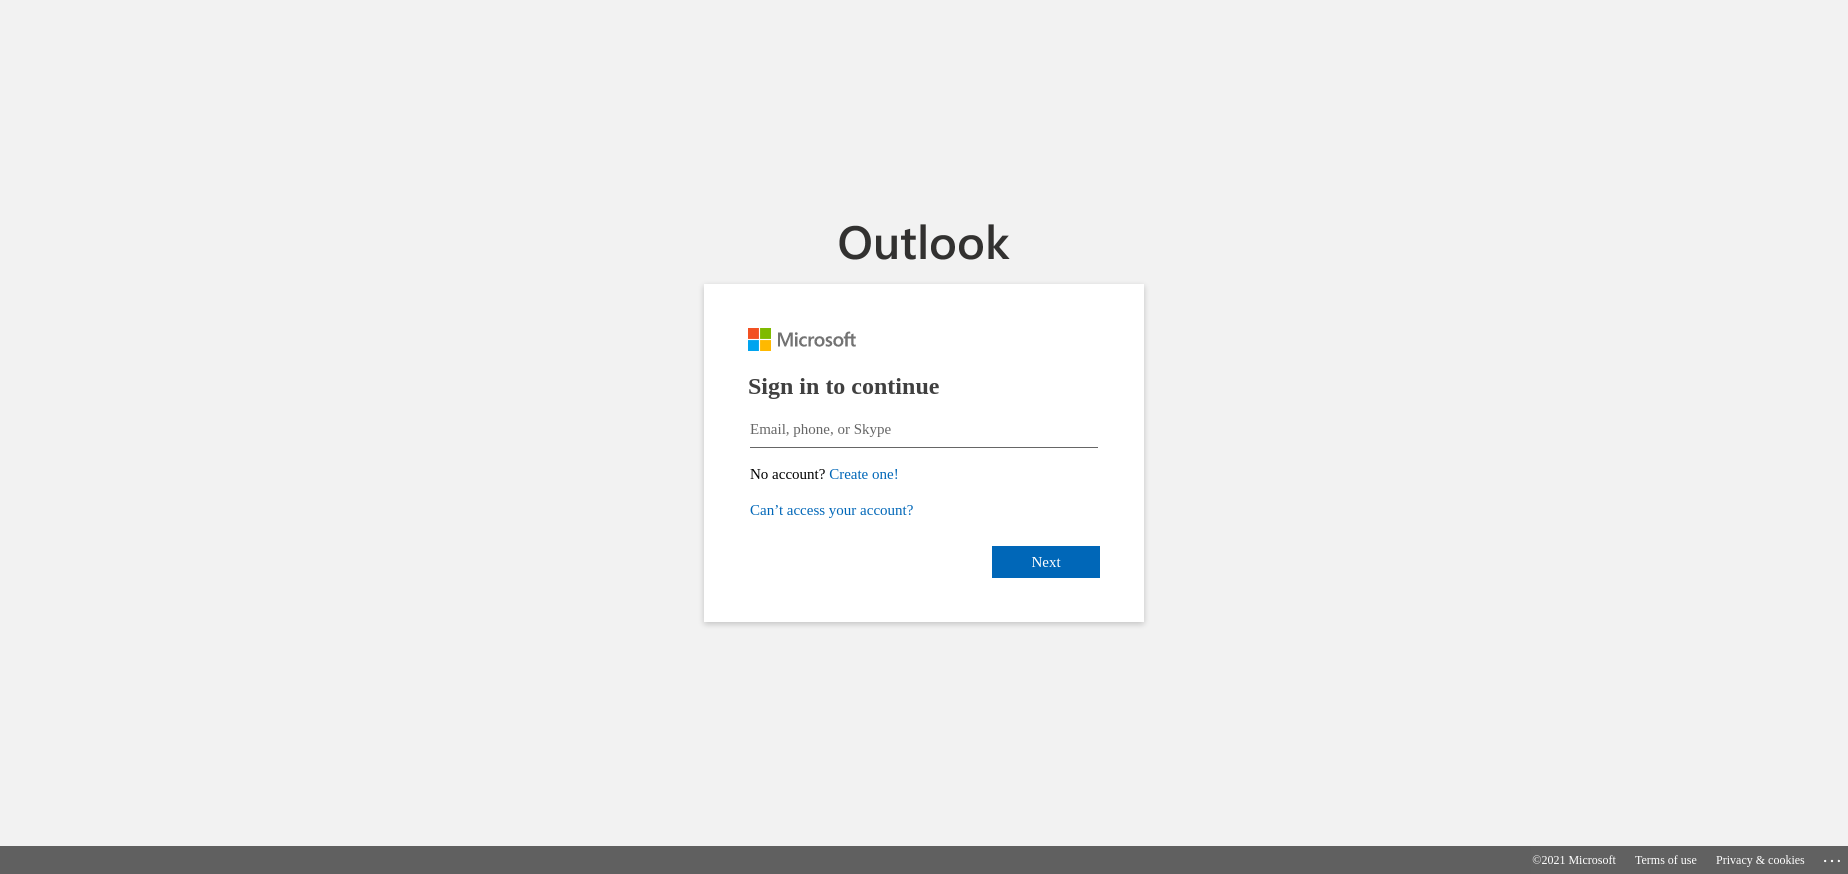 Outlook
Microsoft
Sign in to continue
Email, phone, or Skype
No account? Create one!
Can’t access your account?
Next
©2021 Microsoft Terms of use Privacy & cookies ...